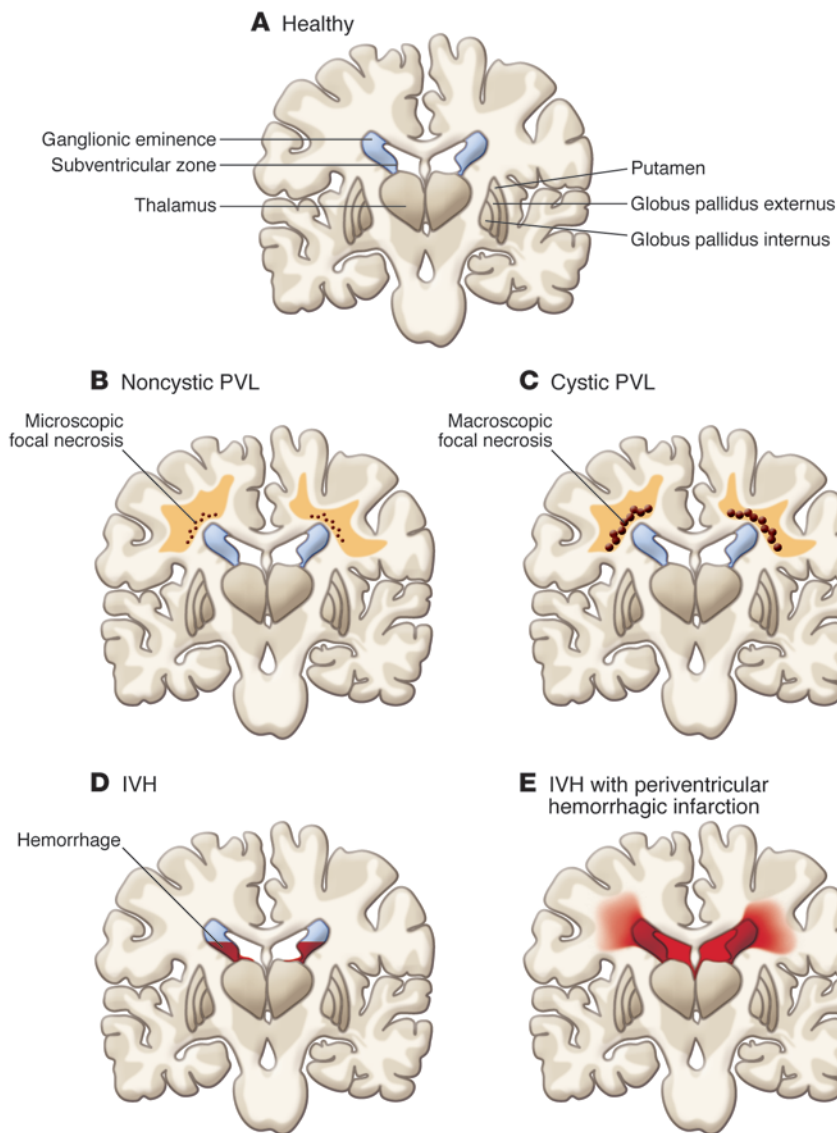 A Healthy
Ganglionic eminence
Subventricular zone
Thalamus
Putamen
Globus pallidus externus
Globus pallidus internus
B Noncystic PVL
Microscopic
focal necrosis
C Cystic PVL
Macroscopic
focal necrosis
D IVH
Hemorrhage
E IVH with periventricular
hemorrhagic infarction